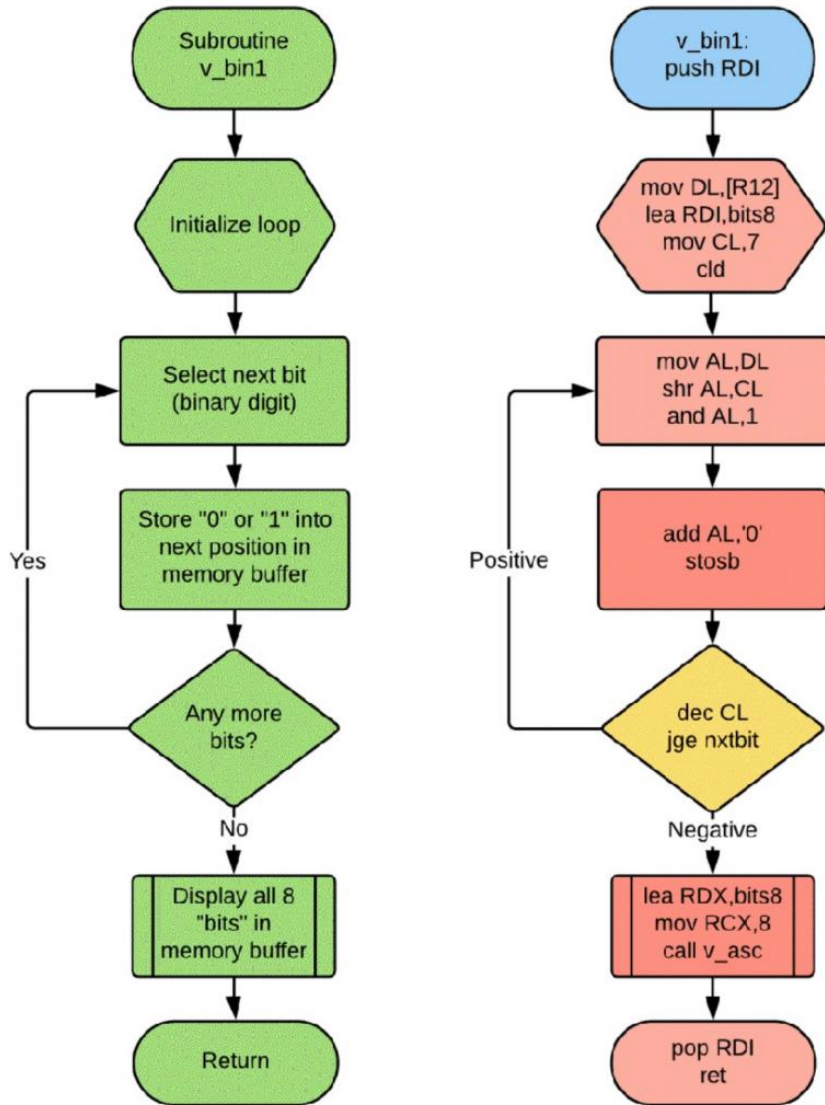 Subroutine
v_bin1
Initialize loop
Select next bit
(binary digit)
Store "0" or "1" into
next position in
memory buffer
Yes
Any more
bits?
No
Display all 8
"bits" in
memory buffer
Return
v_bin1:
push RDI
mov DL,[R12]
lea RDI,bits8
mov CL,7
cld
mov AL,DL
shr AL,CL
and AL,1
add AL,'0'
stosb
Positive
dec CL
jge nxtbit
Negative
lea RDX,bits8
mov RCX,8
call v_asc
pop RDI
ret